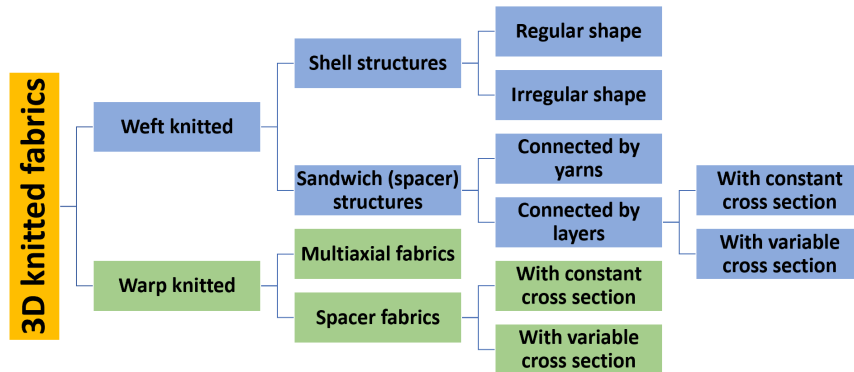 3D knitted fabrics
Weft knitted
Shell structures
Regular shape
Irregular shape
Sandwich (spacer)
structures
Connected by
yarns
Connected by
layers
With constant
cross section
With variable
cross section
Warp knitted
Multiaxial fabrics
Spacer fabrics
With constant
cross section
With variable
cross section